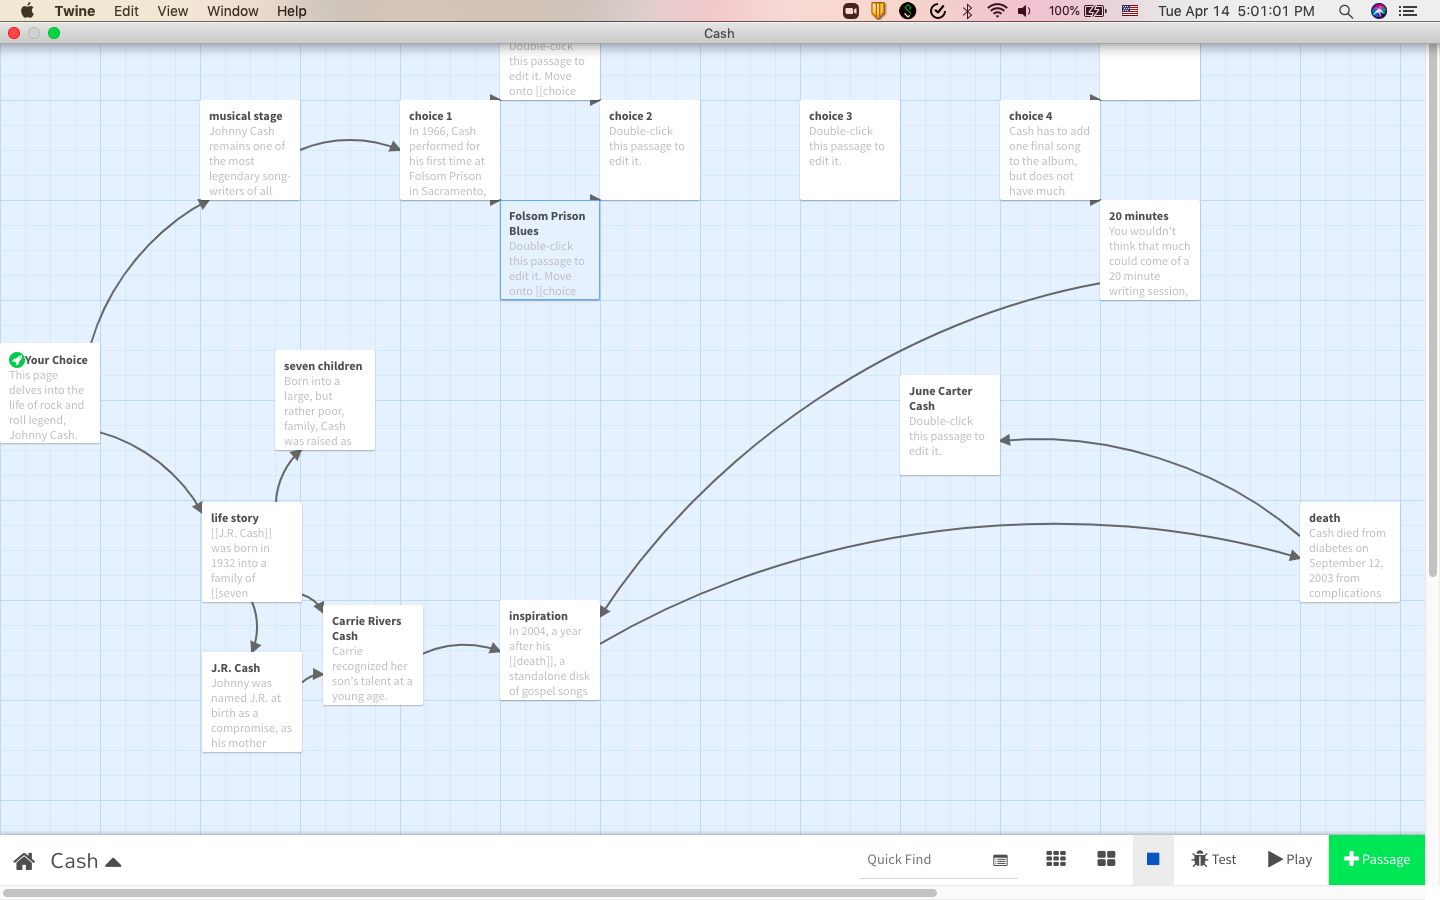 Twine Edit View Window Help 100% Tue Apr 14 5:01:01 PM
Cash
Double-click
this passage to
edit it. Move
onto [[choice
musical stage
Johnny Cash
remains one of
the most
legendary song-
writers of all
choice 1
In 1966, Cash
performed for
his first time at
Folsom Prison
in Sacramento,
choice 2
Double-click
this passage to
edit it.
choice 3
Double-click
this passage to
edit it.
choice 4
Cash has to add
one final song
to the album,
but does not
have much
Folsom Prison
Blues
Double-click
this passage to
edit it. Move
onto [[choice
20 minutes
You wouldn't
think that much
could come of a
20 minute
writing session,
Your Choice
This page
delves into the
life of rock and
roll legend,
Johnny Cash.
seven children
Born into a
large, but
rather poor,
family, Cash
was raised as
June Carter
Cash
Double-click
this passage to
edit it.
life story
[[J.R. Cash]]
was born in
1932 into a
family of
[[seven
death
Cash died from
diabetes on
September 12,
2003 from
complications
Carrie Rivers
Cash
Carrie
recognized her
son's talent at a
young age.
inspiration
In 2004, a year
after his
[[death]], a
standalone disk
of gospel songs
J.R. Cash
Johnny was
named J.R. at
birth as a
compromise, as
his mother
Cash Quick Find Test Play Passage